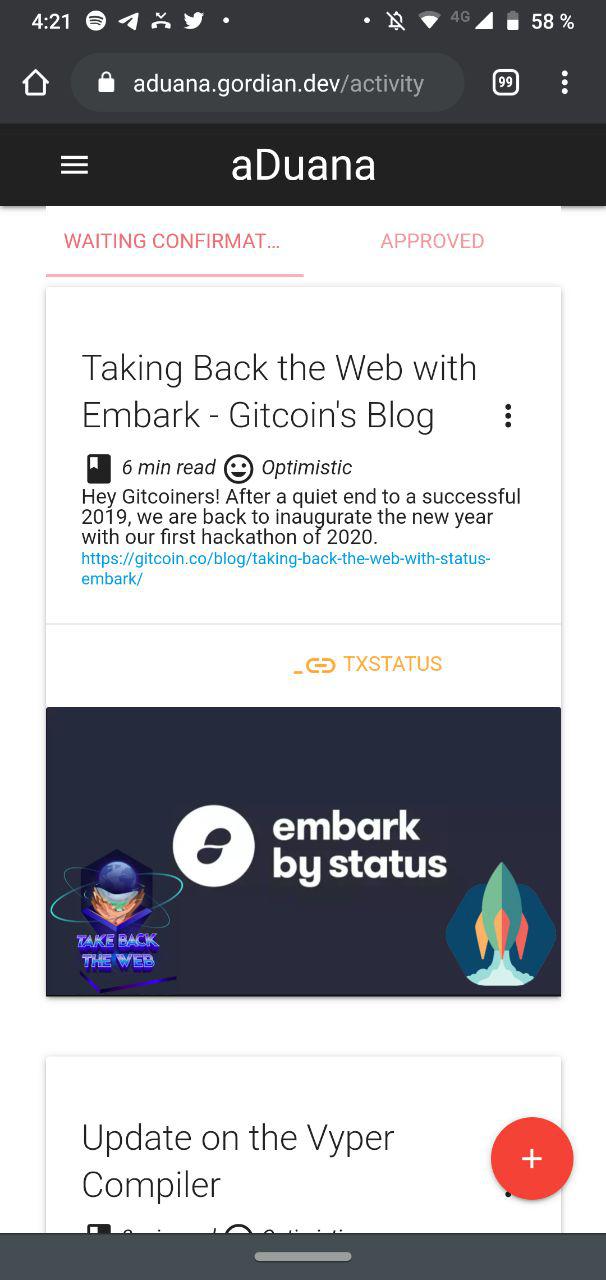 4:21
4G
58 %
aduana.gordian.dev/activity
99
aDuana
WAITING CONFIRMAT...
APPROVED
Taking Back the Web with
Embark - Gitcoin's Blog
6 min read
Optimistic
Hey Gitcoiners! After a quiet end to a successful
2019, we are back to inaugurate the new year
with our first hackathon of 2020.
https://gitcoin.co/blog/taking-back-the-web-with-status-
embark/
TXSTATUS
embark
by status
TAKE BACK
THE WEB
Update on the Vyper
Compiler